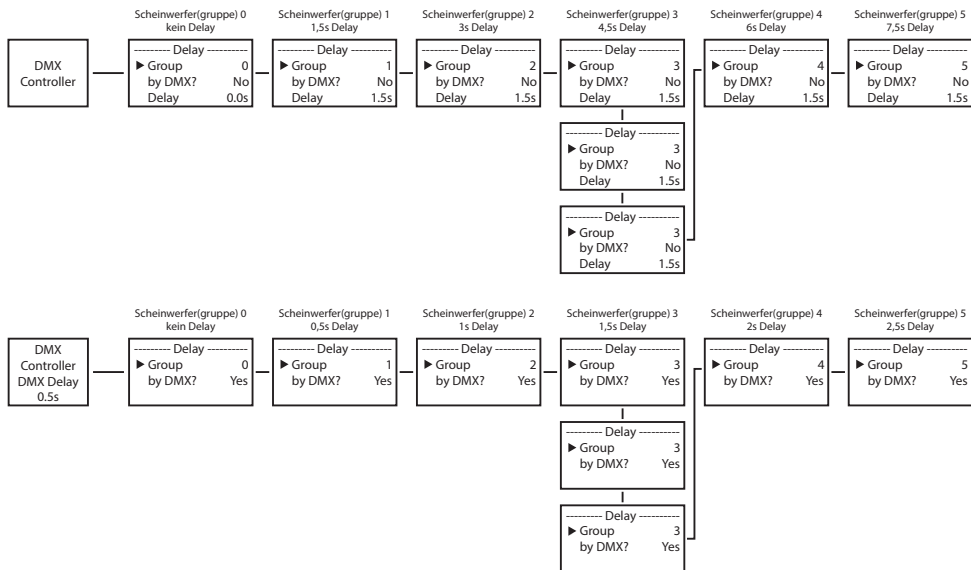 Scheinwerfer(gruppe) 0
kein Delay
Scheinwerfer(gruppe) 1
1,5s Delay
Scheinwerfer(gruppe) 2
3s Delay
Scheinwerfer(gruppe) 3
4,5s Delay
Scheinwerfer(gruppe) 4
6s Delay
Scheinwerfer(gruppe) 5
7,5s Delay
DMX
Controller
--------- Delay ----------
▶ Group 0
by DMX? No
Delay 0.0s
--------- Delay ----------
▶ Group 1
by DMX? No
Delay 1.5s
--------- Delay ----------
▶ Group 2
by DMX? No
Delay 1.5s
--------- Delay ----------
▶ Group 3
by DMX? No
Delay 1.5s
--------- Delay ----------
▶ Group 3
by DMX? No
Delay 1.5s
--------- Delay ----------
▶ Group 3
by DMX? No
Delay 1.5s
--------- Delay ----------
▶ Group 4
by DMX? No
Delay 1.5s
--------- Delay ----------
▶ Group 5
by DMX? No
Delay 1.5s
Scheinwerfer(gruppe) 0
kein Delay
Scheinwerfer(gruppe) 1
0,5s Delay
Scheinwerfer(gruppe) 2
1s Delay
Scheinwerfer(gruppe) 3
1,5s Delay
Scheinwerfer(gruppe) 4
2s Delay
Scheinwerfer(gruppe) 5
2,5s Delay
DMX
Controller
DMX Delay
0.5s
--------- Delay ----------
▶ Group 0
by DMX? Yes
--------- Delay ----------
▶ Group 1
by DMX? Yes
--------- Delay ----------
▶ Group 2
by DMX? Yes
--------- Delay ----------
▶ Group 3
by DMX? Yes
--------- Delay ----------
▶ Group 3
by DMX? Yes
--------- Delay ----------
▶ Group 3
by DMX? Yes
--------- Delay ----------
▶ Group 4
by DMX? Yes
--------- Delay ----------
▶ Group 5
by DMX? Yes